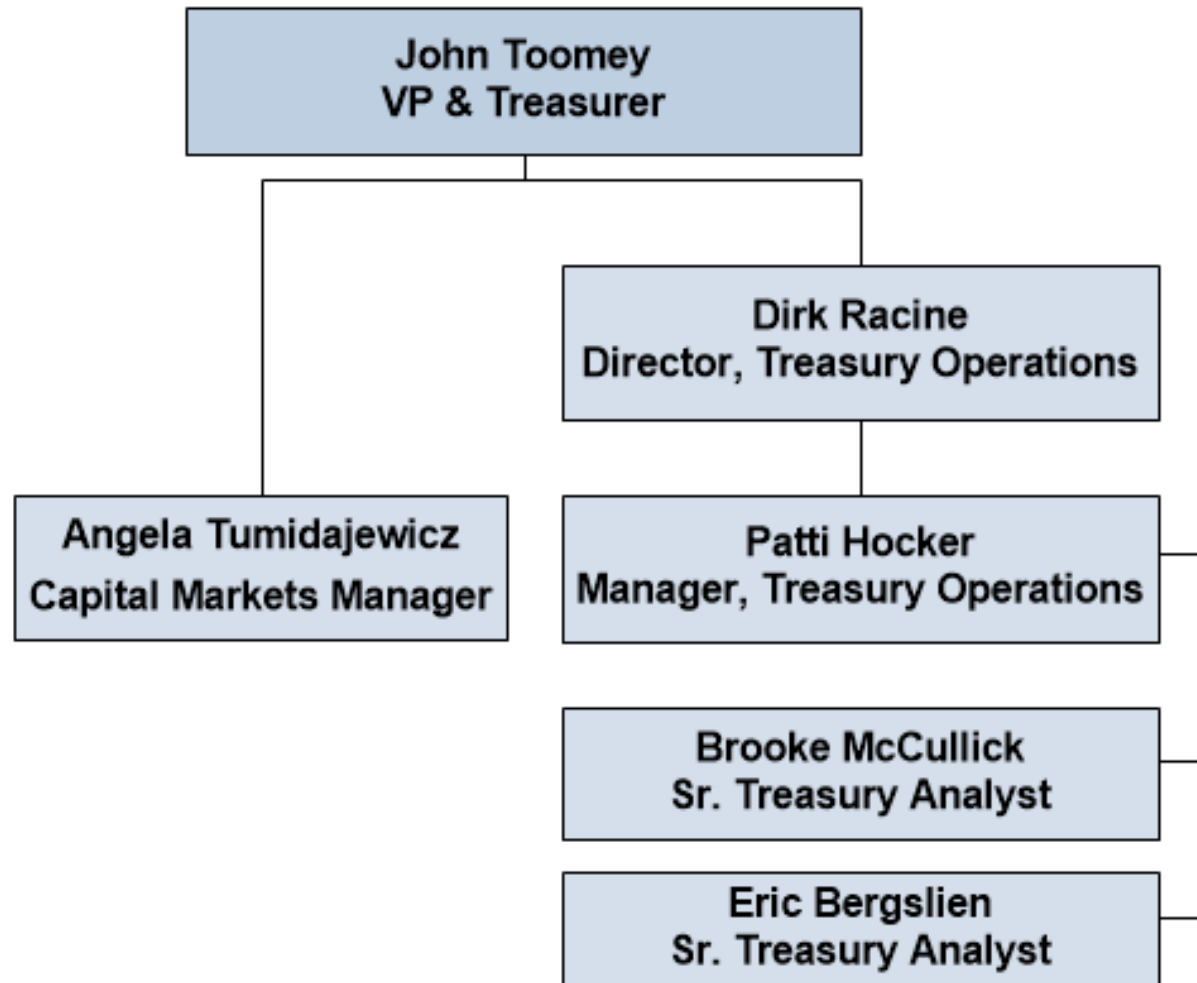 John Toomey
VP & Treasurer
Dirk Racine
Director, Treasury Operations
Angela Tumidajewicz
Capital Markets Manager
Patti Hocker
Manager, Treasury Operations
Brooke McCullick
Sr. Treasury Analyst
Eric Bergslien
Sr. Treasury Analyst